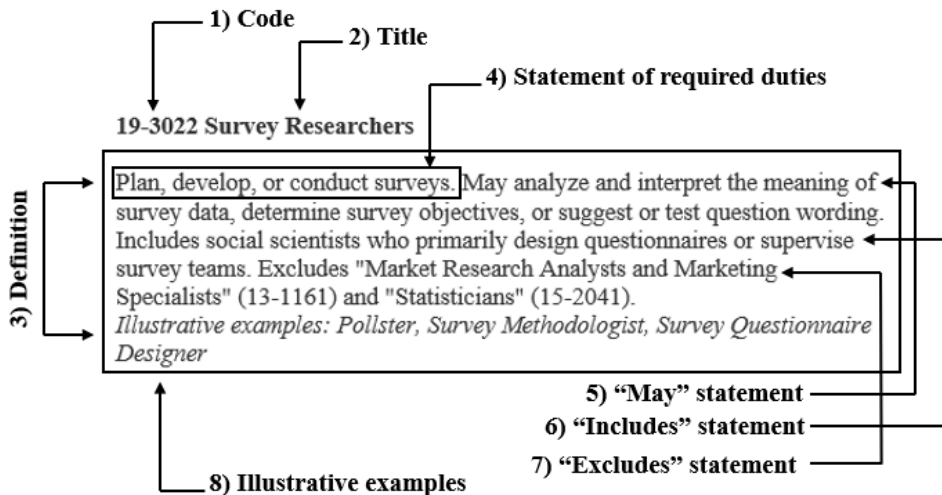 1) Code
2) Title
4) Statement of required duties
19-3022 Survey Researchers
3) Definition
Plan, develop, or conduct surveys. May analyze and interpret the meaning of
survey data, determine survey objectives, or suggest or test question wording.
Includes social scientists who primarily design questionnaires or supervise
survey teams. Excludes "Market Research Analysts and Marketing
Specialists" (13-1161) and "Statisticians" (15-2041).
Illustrative examples: Pollster, Survey Methodologist, Survey Questionnaire
Designer
5) “May” statement
6) “Includes” statement
7) “Excludes” statement
8) Illustrative examples